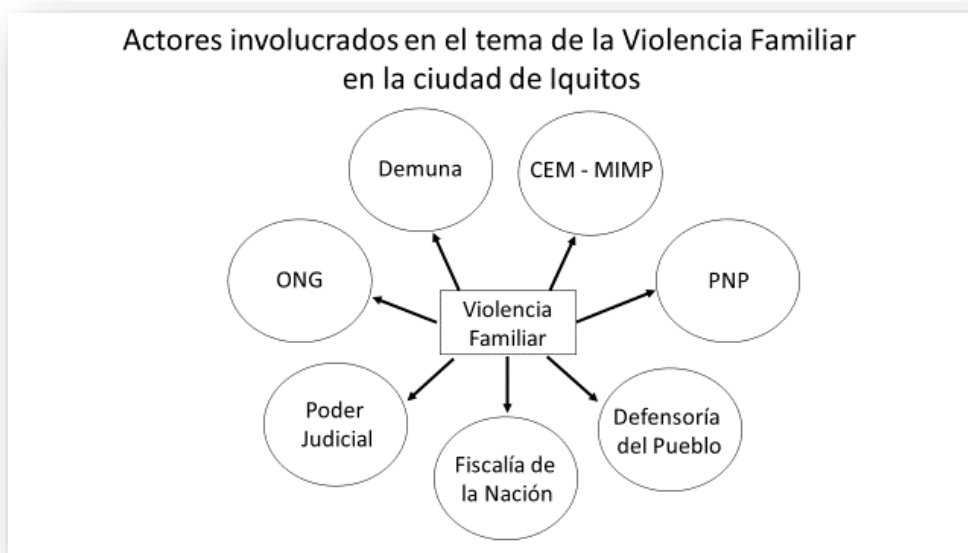 Actores involucrados en el tema de la Violencia Familiar
en la ciudad de Iquitos
Demuna
CEM - MIMP
ONG
PNP
Violencia
Familiar
Poder
Judicial
Fiscalía de
la Nación
Defensoría
del Pueblo